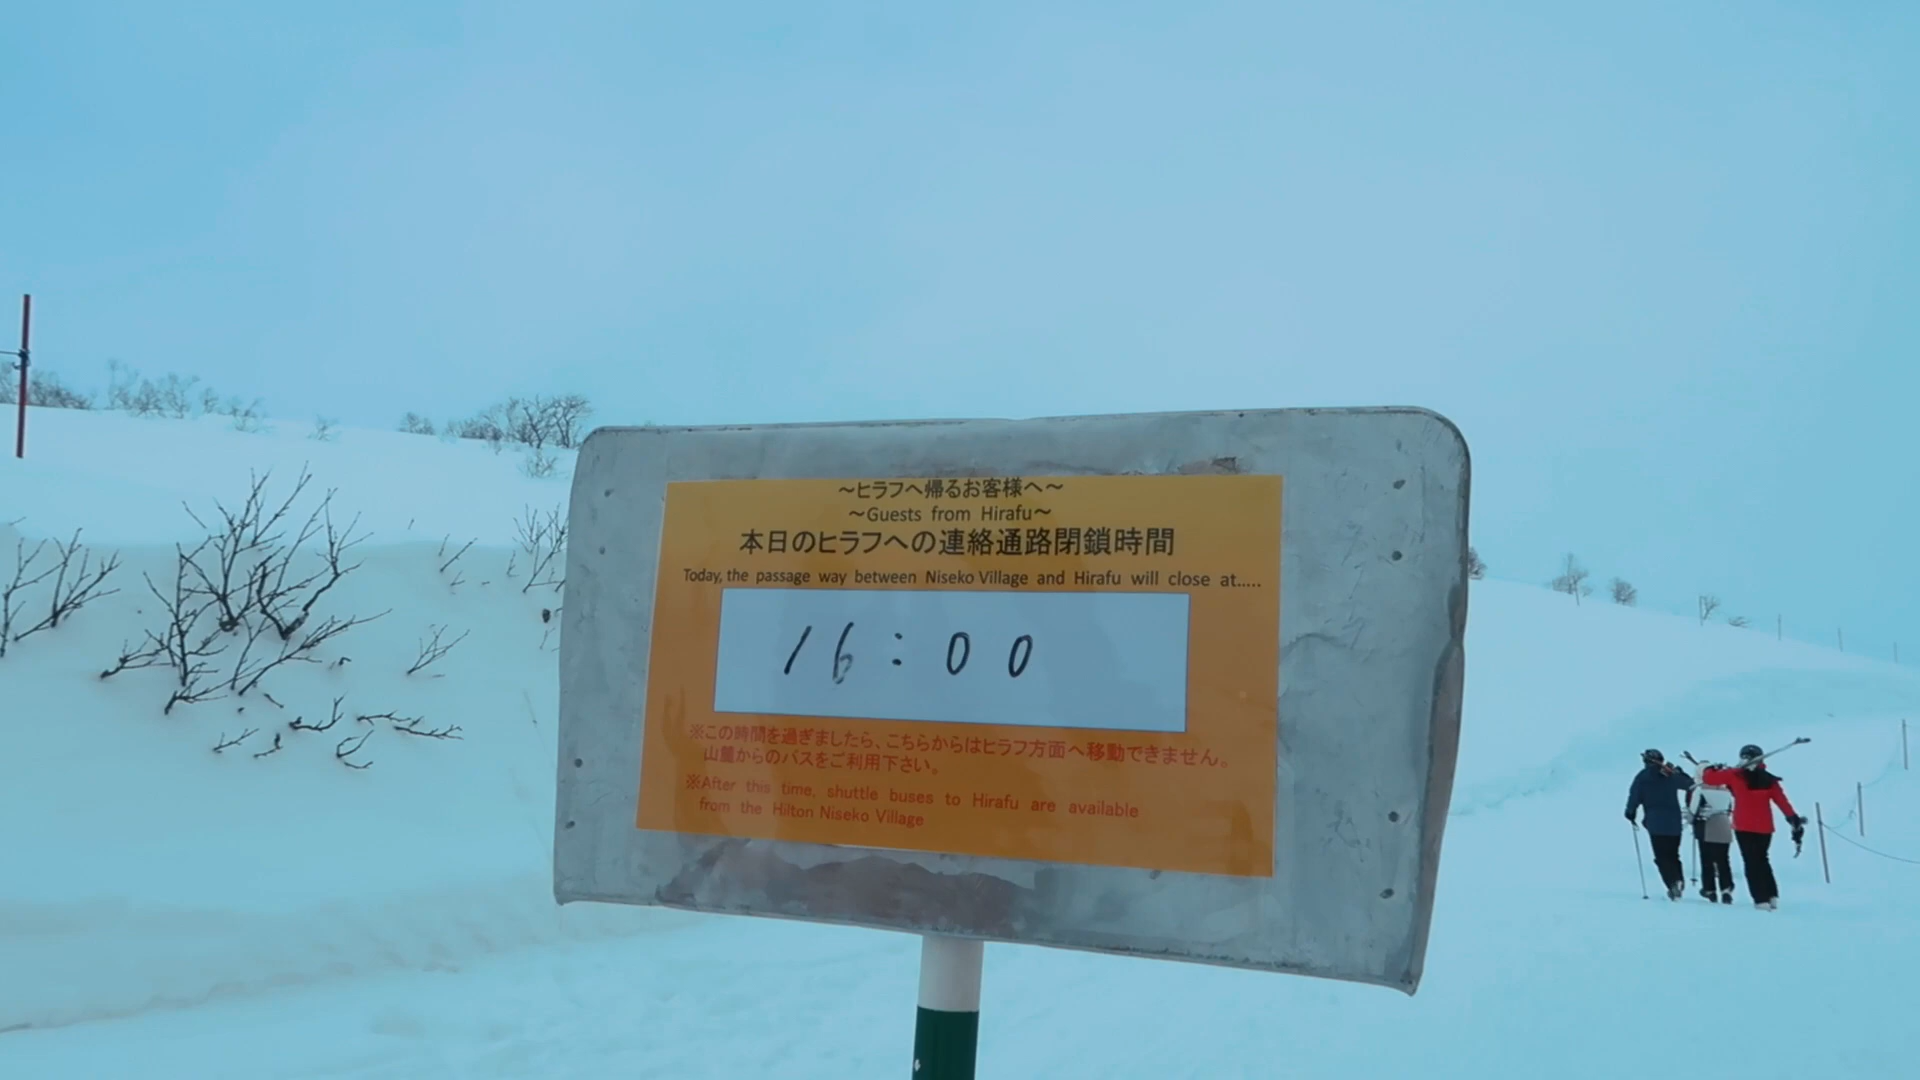 ～ヒラフへ帰るお客様へ～
～Guests from Hirafu～
本日のヒラフへの連絡通路閉鎖時間
Today, the passage way between Niseko Village and Hirafu will close at.....
16:00
※この時間を過ぎましたら、こちらからはヒラフ方面へ移動できません。
山麓からのバスをご利用下さい。
※After this time, shuttle buses to Hirafu are available
from the Hilton Niseko Village